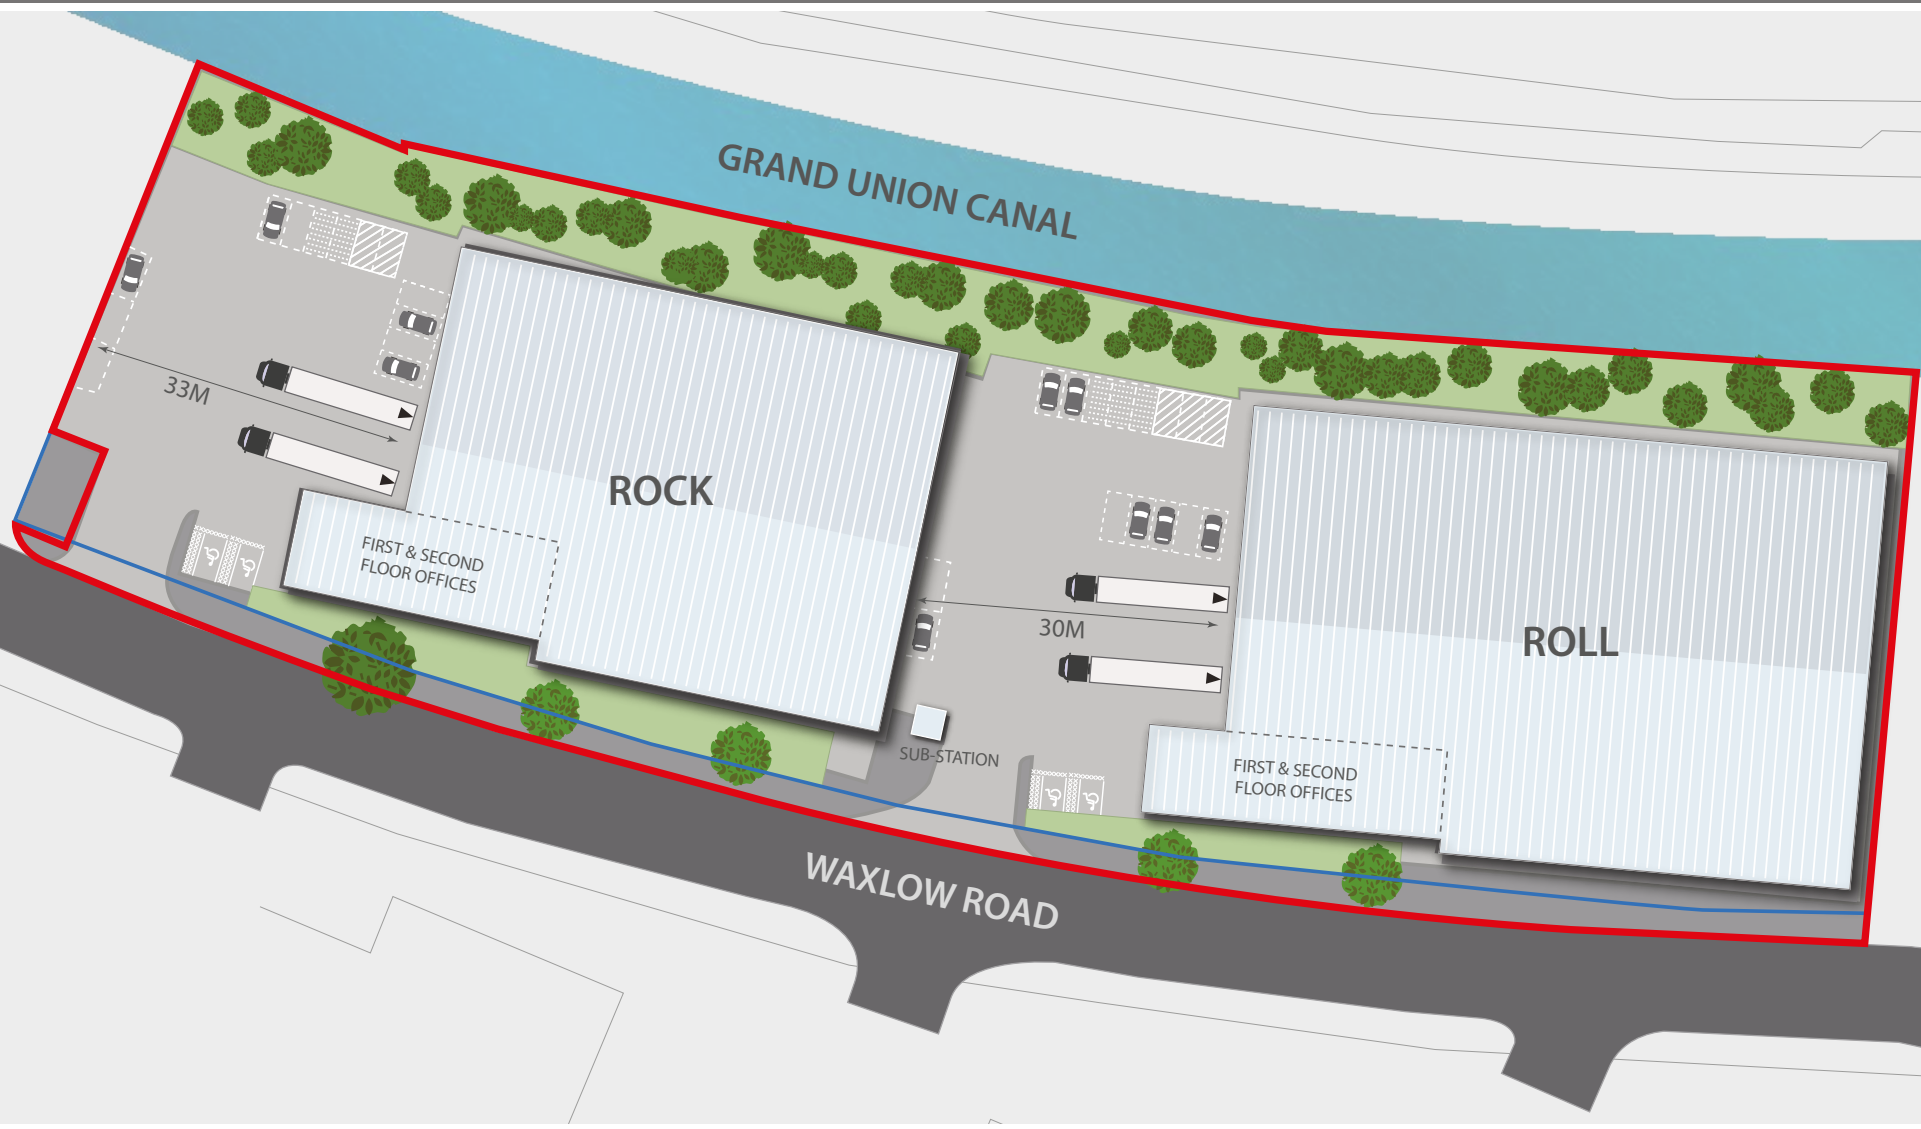 GRAND UNION CANAL
33M
ROCK
FIRST & SECOND
FLOOR OFFICES
30M
ROLL
SUB-STATION
FIRST & SECOND
FLOOR OFFICES
WAXLOW ROAD